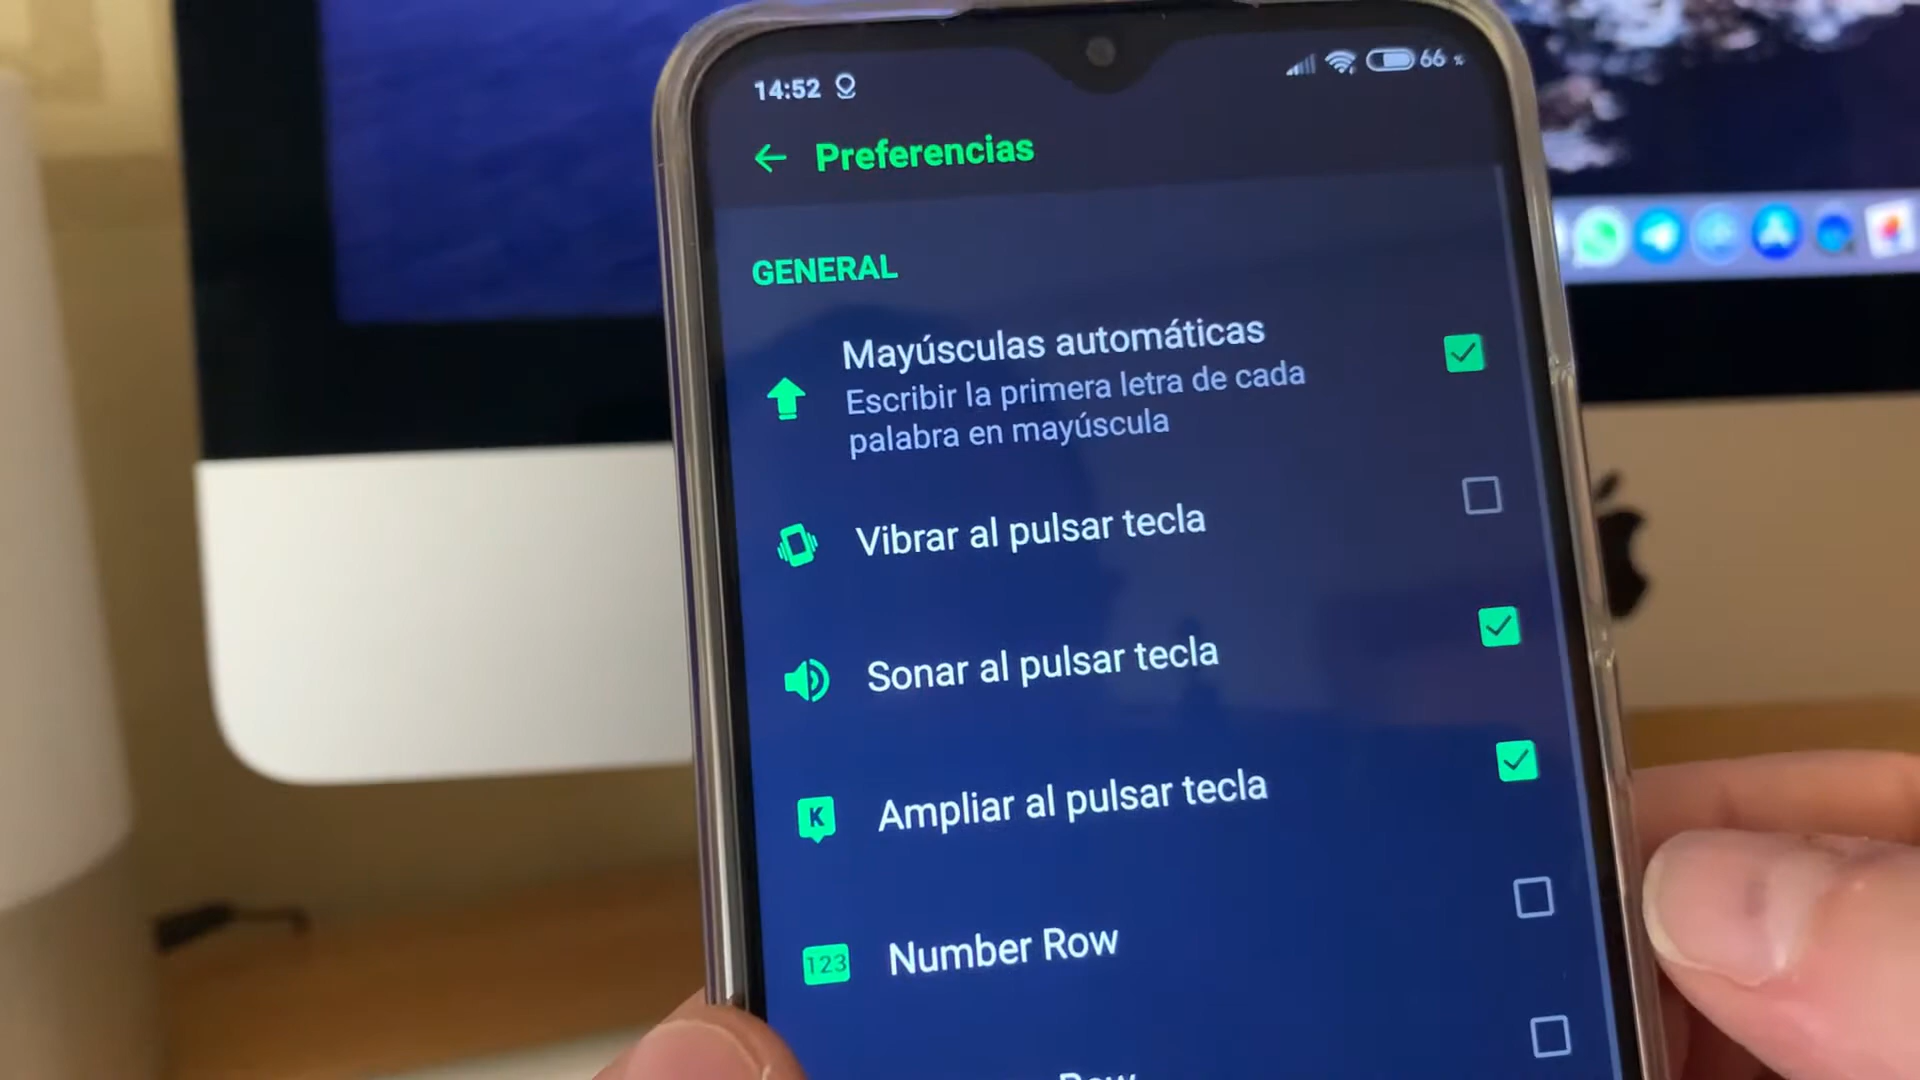 14:52
66 %
Preferencias
GENERAL
Mayúsculas automáticas
Escribir la primera letra de cada
palabra en mayúscula
Vibrar al pulsar tecla
Sonar al pulsar tecla
K
Ampliar al pulsar tecla
123
Number Row
Row